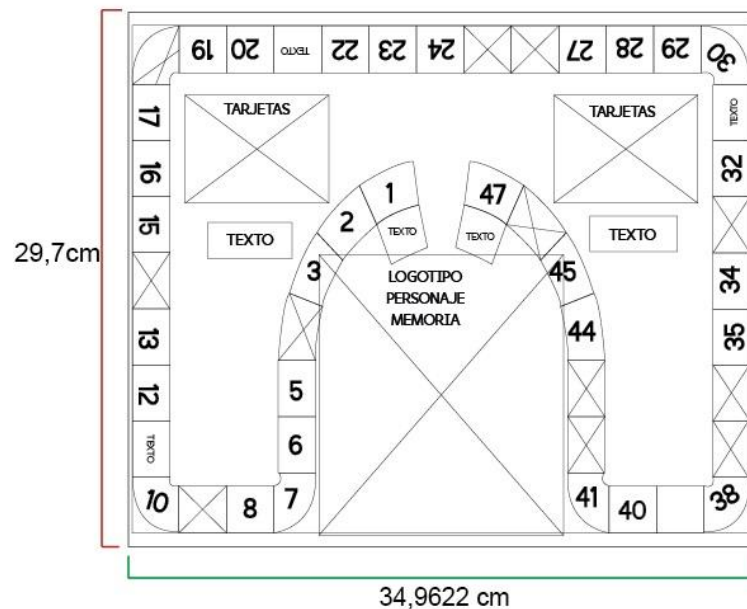 19
20
TEXTO
22
23
24
27
28
29
30
17
TARJETAS
TARJETAS
TEXTO
16
1
47
32
15
2
TEXTO
TEXTO
TEXTO
TEXTO
29,7cm
3
LOGOTIPO
PERSONAJE
MEMORIA
45
34
13
44
35
12
5
TEXTO
6
10
8
7
41
40
38
34,9622 cm